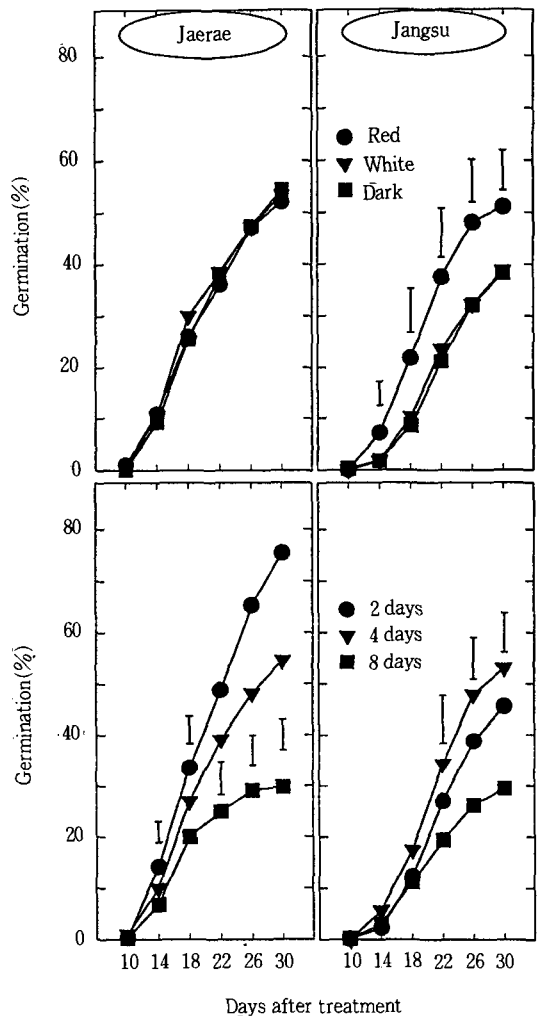 Jaerae
Jangsu
80
60
40
20
0
Germination(%)
Red
White
Dark
80
60
40
20
0
Germination(%)
2 days
4 days
8 days
10 14 18 22 26 30
10 14 18 22 26 30
Days after treatment